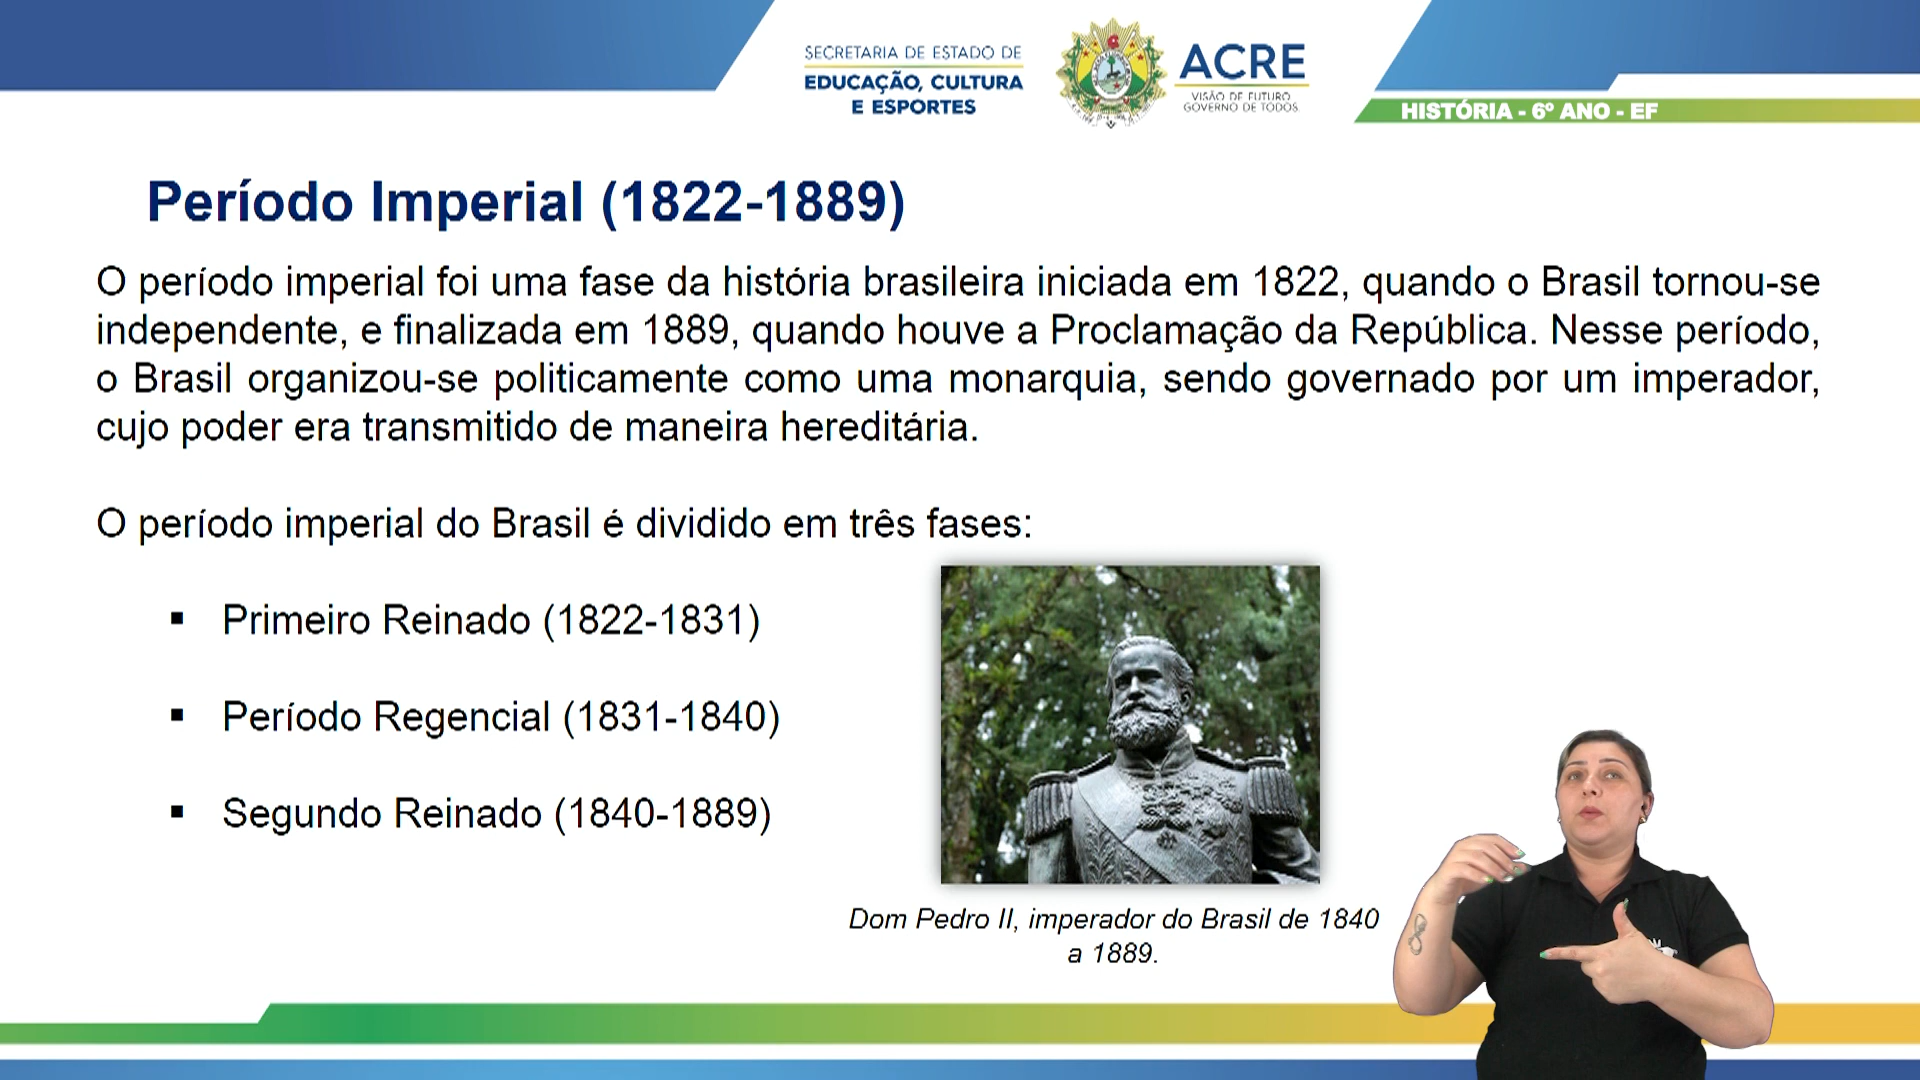 SECRETARIA DE ESTADO DE
EDUCAÇÃO, CULTURA
E ESPORTES
ACRE
VISÃO DE FUTURO
GOVERNO DE TODOS
HISTÓRIA - 6º ANO - EF
Período Imperial (1822-1889)
O período imperial foi uma fase da história brasileira iniciada em 1822, quando o Brasil tornou-se
independente, e finalizada em 1889, quando houve a Proclamação da República. Nesse período,
o Brasil organizou-se politicamente como uma monarquia, sendo governado por um imperador,
cujo poder era transmitido de maneira hereditária.
O período imperial do Brasil é dividido em três fases:
▪ Primeiro Reinado (1822-1831)
▪ Período Regencial (1831-1840)
▪ Segundo Reinado (1840-1889)
Dom Pedro II, imperador do Brasil de 1840
a 1889.